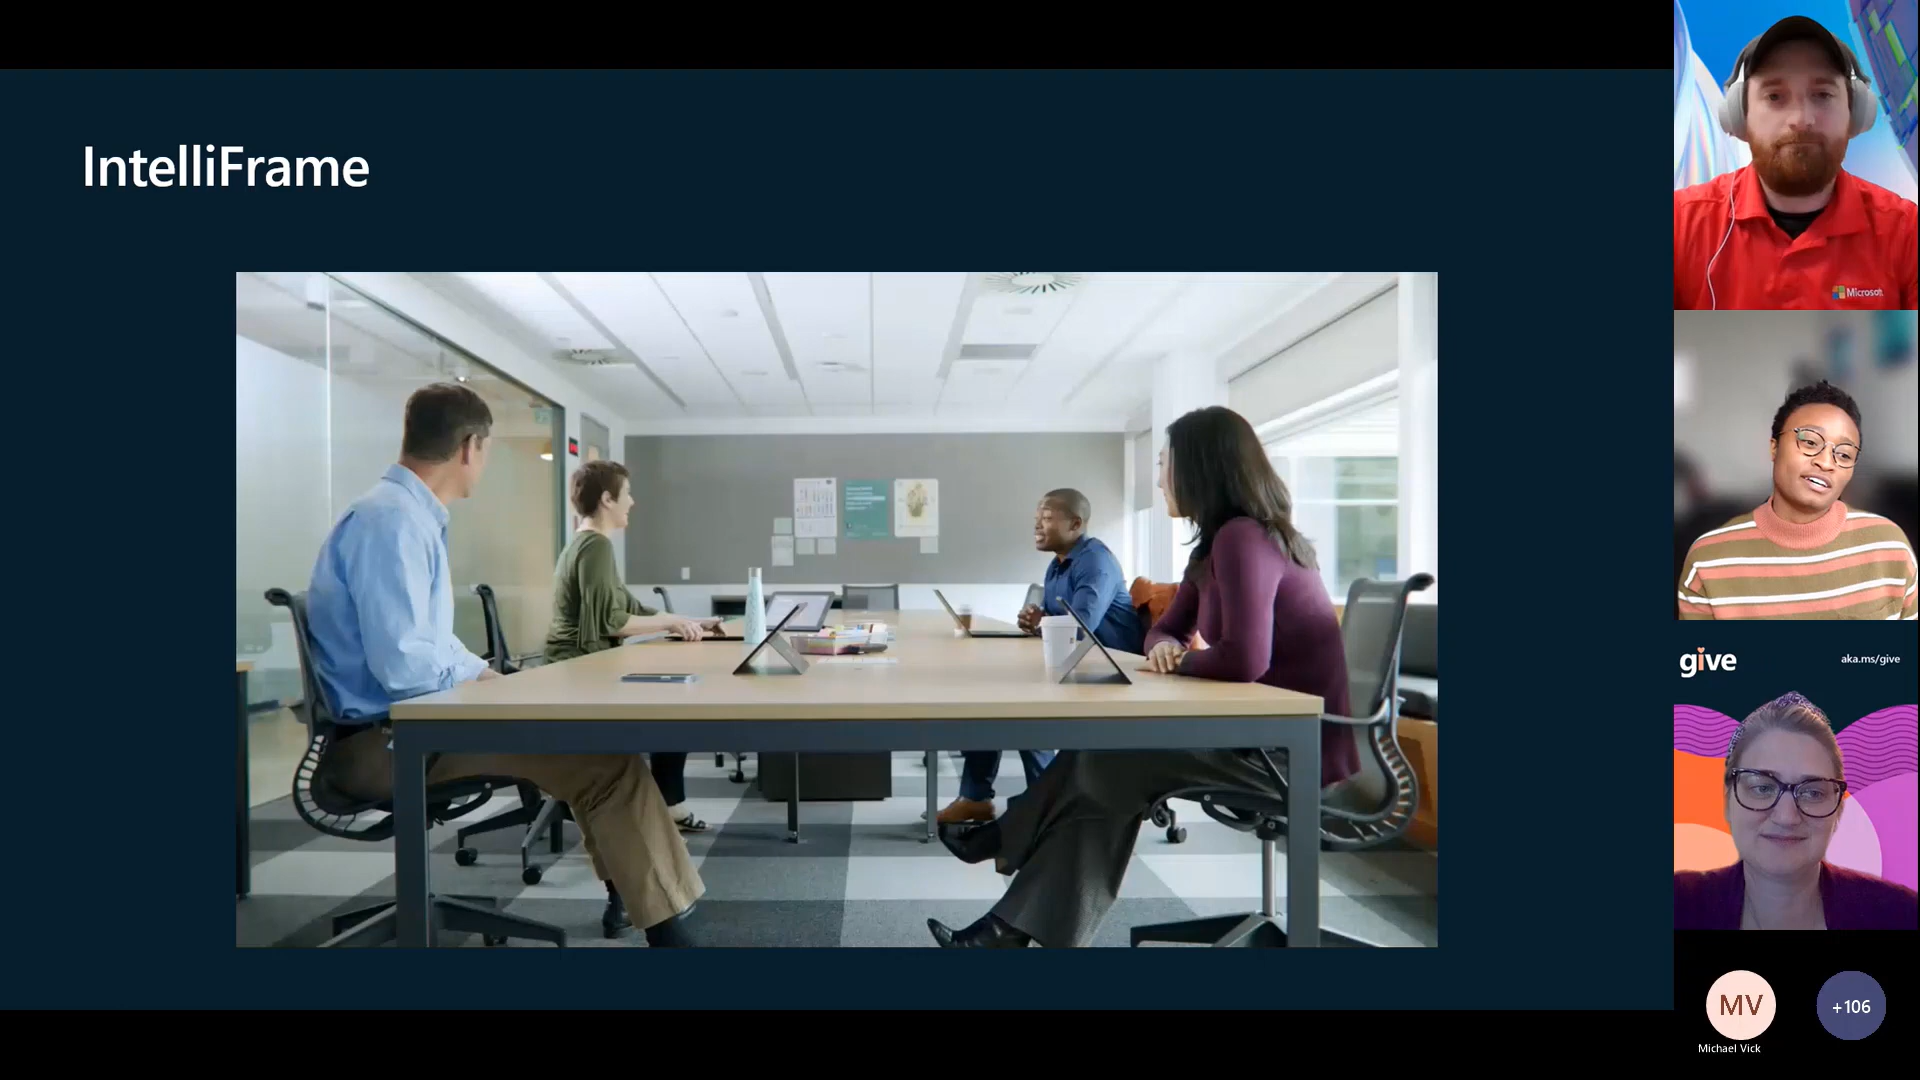 IntelliFrame
Microsoft
give
aka.ms/give
MV
Michael Vick
+106